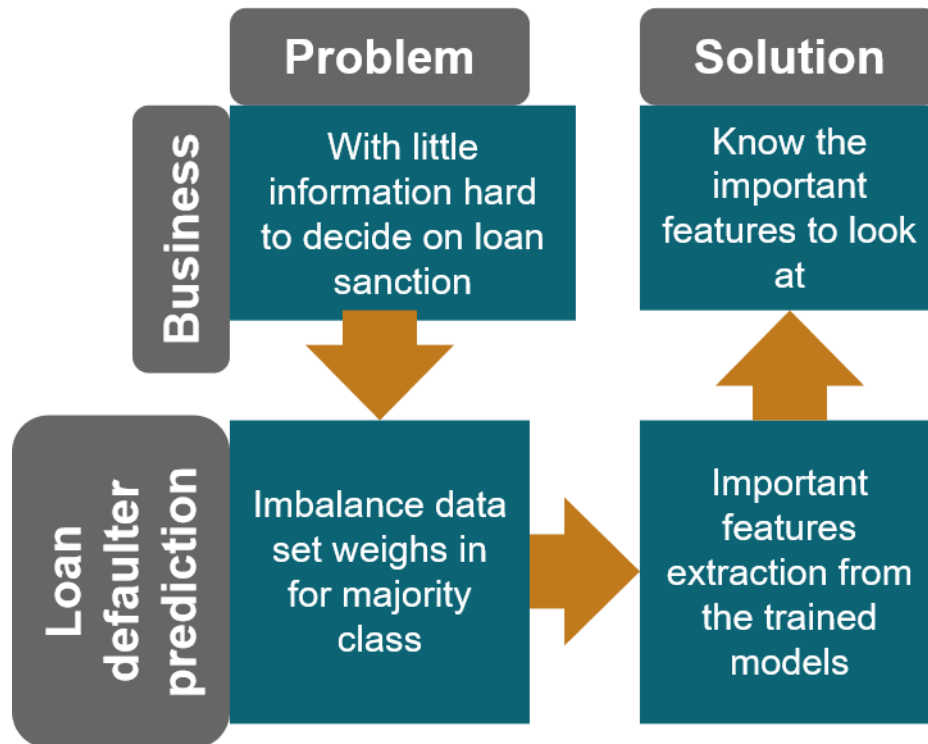 Problem
Solution
Business
With little
information hard
to decide on loan
sanction
Know the
important
features to look
at
Loan
defaulter
prediction
Imbalance data
set weighs in
for majority
class
Important
features
extraction from
the trained
models